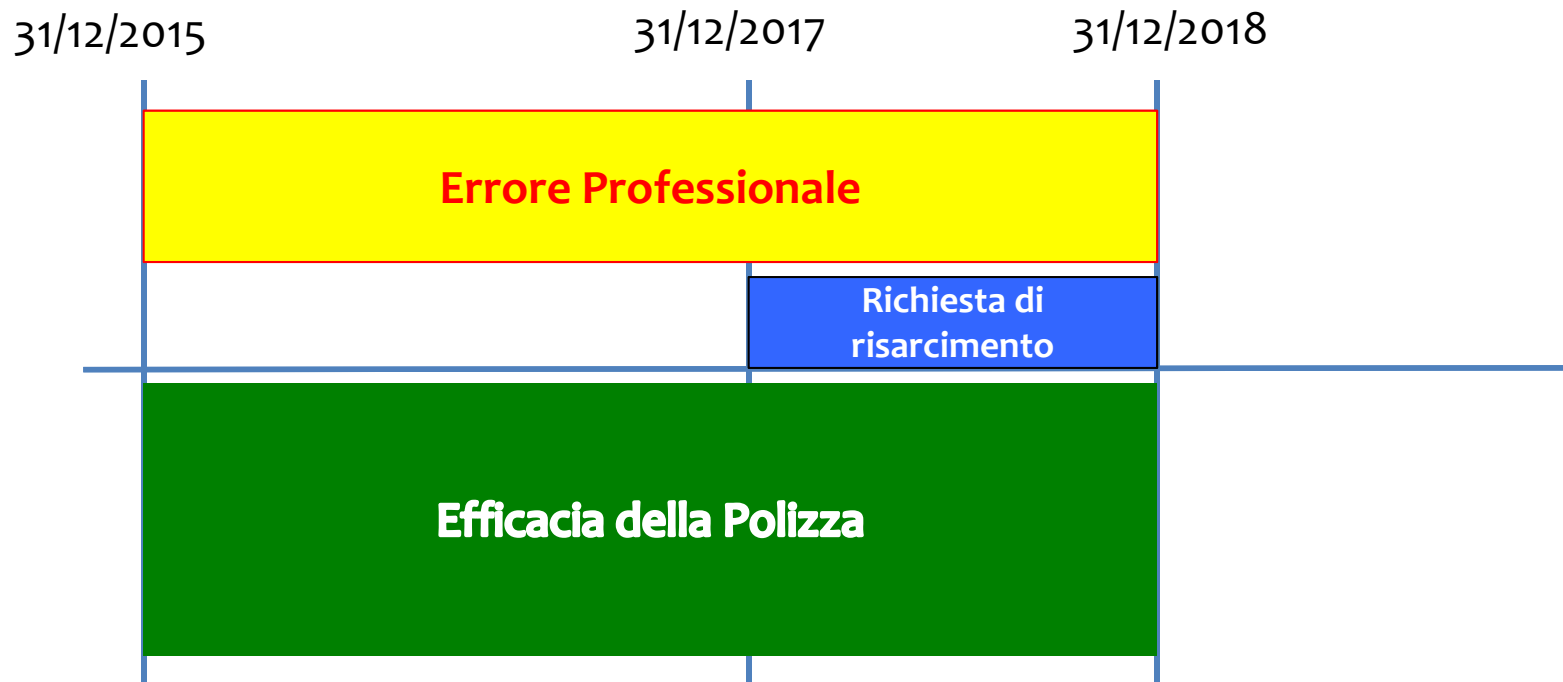 31/12/2015
31/12/2017
31/12/2018
Errore Professionale
Richiesta di
risarcimento
Efficacia della Polizza